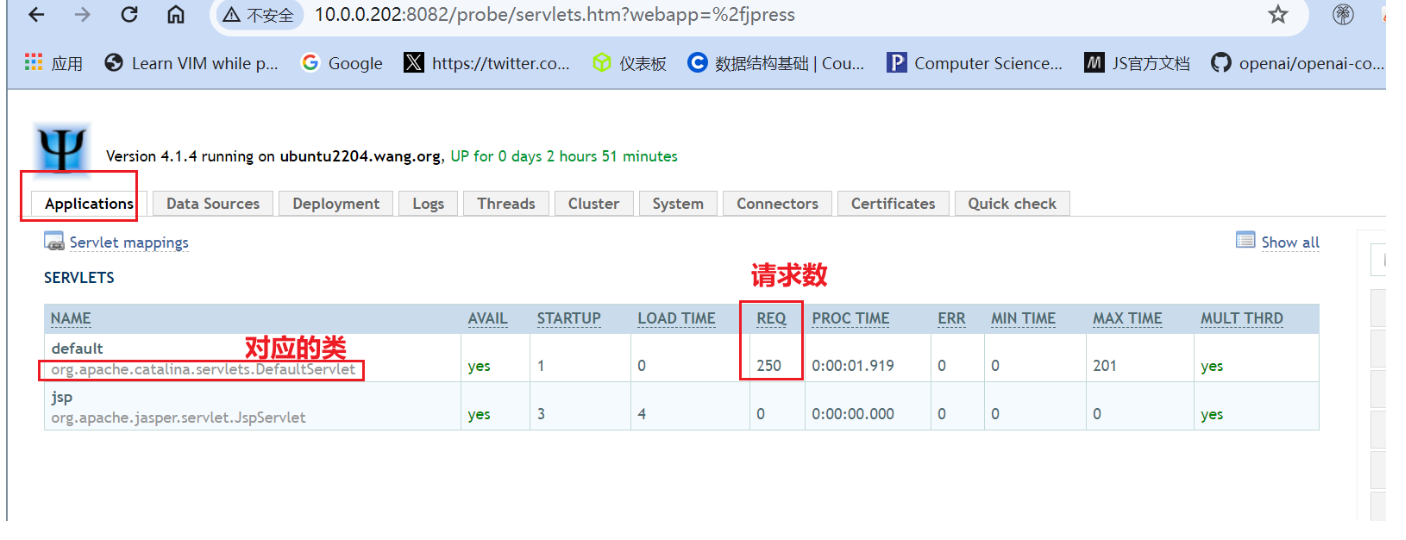 不安全 10.0.0.202:8082/probe/servlets.htm?webapp=%2fjpress
应用 Learn VIM while p... Google https://twitter.co... 仪表板 数据结构基础 | Cou... Computer Science... JS官方文档 openai/openai-co...
Version 4.1.4 running on ubuntu2204.wang.org, UP for 0 days 2 hours 51 minutes
Applications Data Sources Deployment Logs Threads Cluster System Connectors Certificates Quick check
Servlet mappings Show all
SERVLETS 请求数
NAME AVAIL STARTUP LOAD TIME REQ PROC TIME ERR MIN TIME MAX TIME MULT THRD
default 对应的类
org.apache.catalina.servlets.DefaultServlet yes 1 0 250 0:00:01.919 0 0 201 yes
jsp
org.apache.jasper.servlet.JspServlet yes 3 4 0 0:00:00.000 0 0 0 yes